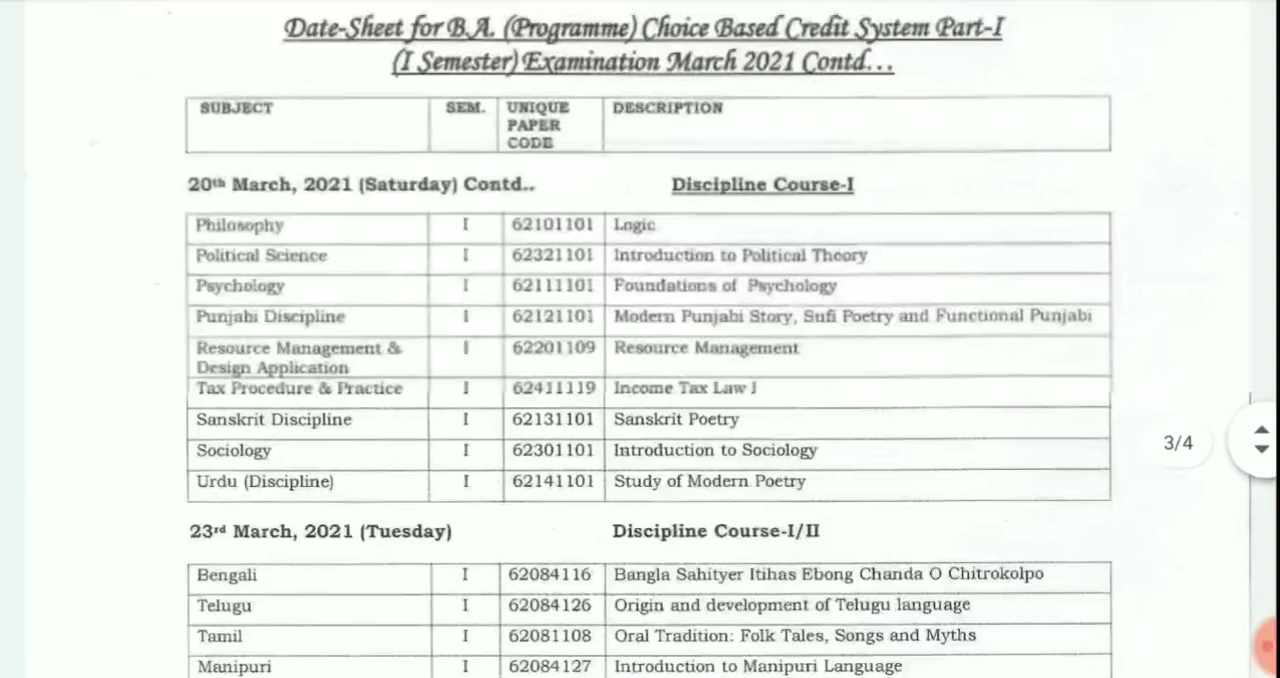 Date-Sheet for B.A. (Programme) Choice Based Credit System Part-I
(I Semester) Examination March 2021 Contd...
SUBJECT SEM. UNIQUE PAPER CODE DESCRIPTION
20th March, 2021 (Saturday) Contd.. Discipline Course-I
Philosophy I 62101101 Logic
Political Science I 62321101 Introduction to Political Theory
Psychology I 62111101 Foundations of Psychology
Punjabi Discipline I 62121101 Modern Punjabi Story, Sufi Poetry and Functional Punjabi
Resource Management & Design Application I 62201109 Resource Management
Tax Procedure & Practice I 62411119 Income Tax Law I
Sanskrit Discipline I 62131101 Sanskrit Poetry
Sociology I 62301101 Introduction to Sociology
Urdu (Discipline) I 62141101 Study of Modern Poetry
3/4
23rd March, 2021 (Tuesday) Discipline Course-I/II
Bengali I 62084116 Bangla Sahityer Itihas Ebong Chanda O Chitrokolpo
Telugu I 62084126 Origin and development of Telugu language
Tamil I 62081108 Oral Tradition: Folk Tales, Songs and Myths
Manipuri I 62084127 Introduction to Manipuri Language